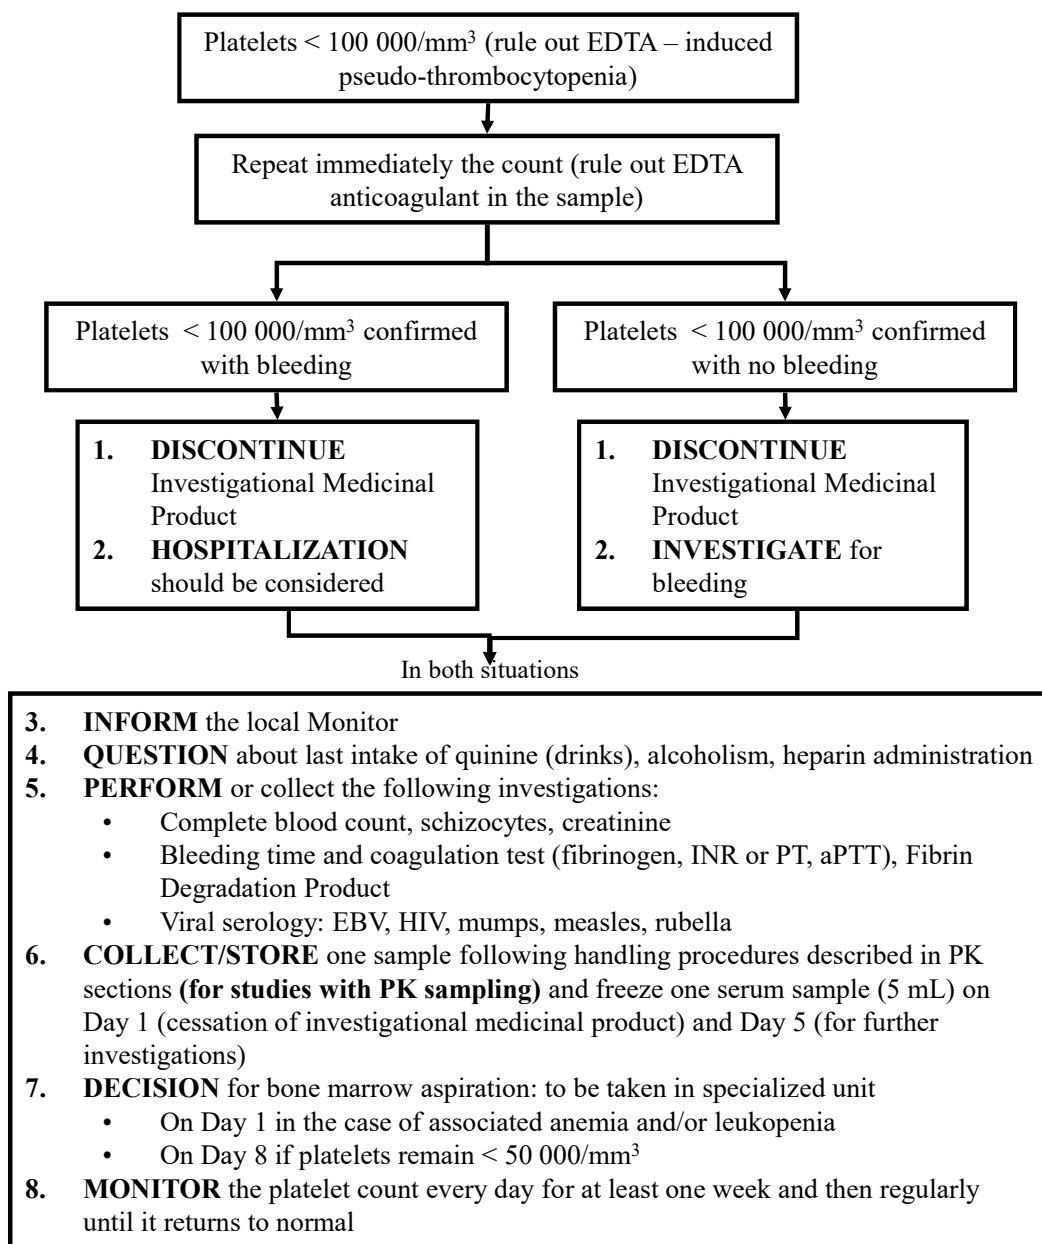 Platelets < 100 000/mm³ (rule out EDTA – induced
pseudo-thrombocytopenia)
Repeat immediately the count (rule out EDTA
anticoagulant in the sample)
Platelets < 100 000/mm³ confirmed
with bleeding
Platelets < 100 000/mm³ confirmed
with no bleeding
1. DISCONTINUE
Investigational Medicinal
Product
2. HOSPITALIZATION
should be considered
1. DISCONTINUE
Investigational Medicinal
Product
2. INVESTIGATE for
bleeding
In both situations
3. INFORM the local Monitor
4. QUESTION about last intake of quinine (drinks), alcoholism, heparin administration
5. PERFORM or collect the following investigations:
• Complete blood count, schizocytes, creatinine
• Bleeding time and coagulation test (fibrinogen, INR or PT, aPTT), Fibrin
Degradation Product
• Viral serology: EBV, HIV, mumps, measles, rubella
6. COLLECT/STORE one sample following handling procedures described in PK
sections (for studies with PK sampling) and freeze one serum sample (5 mL) on
Day 1 (cessation of investigational medicinal product) and Day 5 (for further
investigations)
7. DECISION for bone marrow aspiration: to be taken in specialized unit
• On Day 1 in the case of associated anemia and/or leukopenia
• On Day 8 if platelets remain < 50 000/mm³
8. MONITOR the platelet count every day for at least one week and then regularly
until it returns to normal